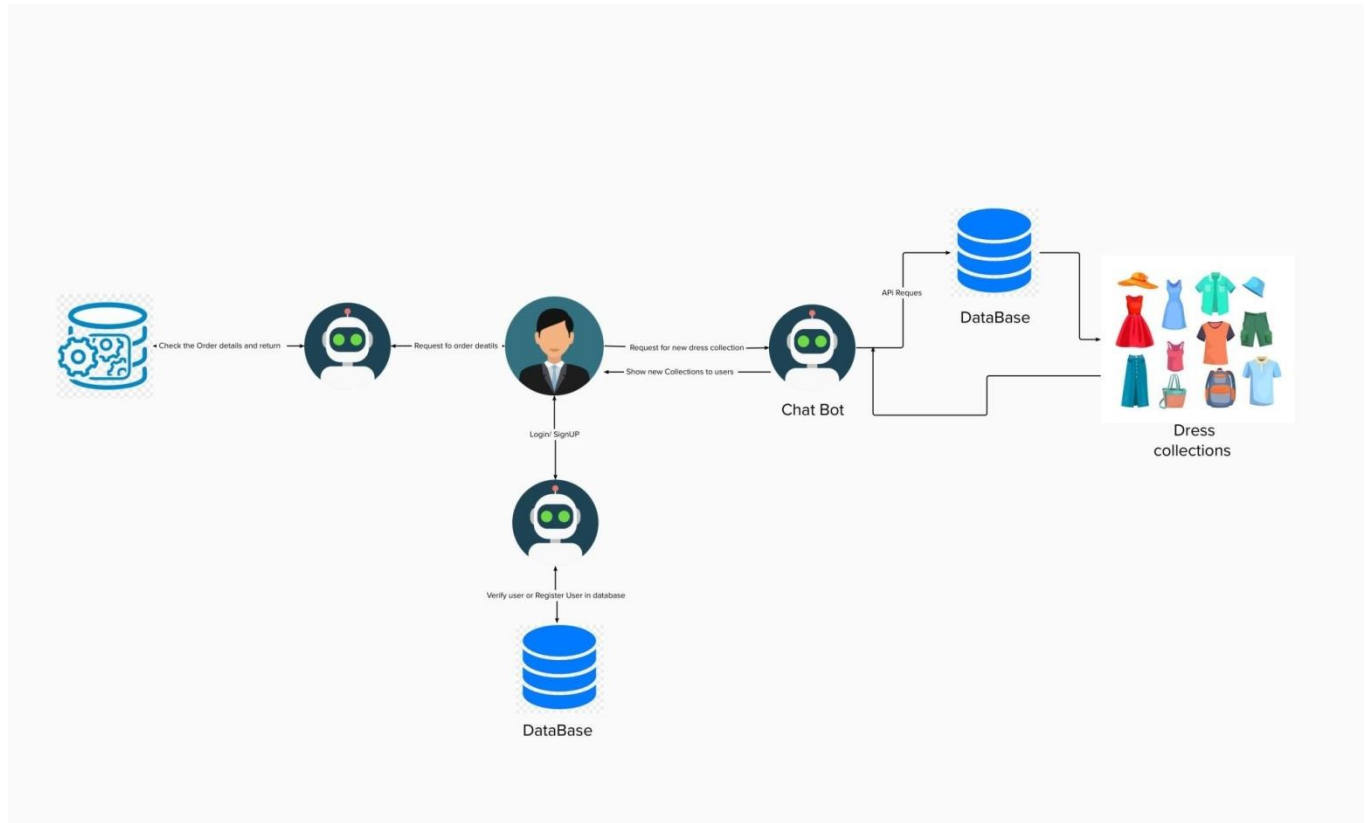 DataBase
APi Reques
Check the Order details and return
Request fo order deatils
Request for new dress collection
Show new Collections to users
Chat Bot
Dress
collections
Login/ SignUP
Verify user or Register User in database
DataBase